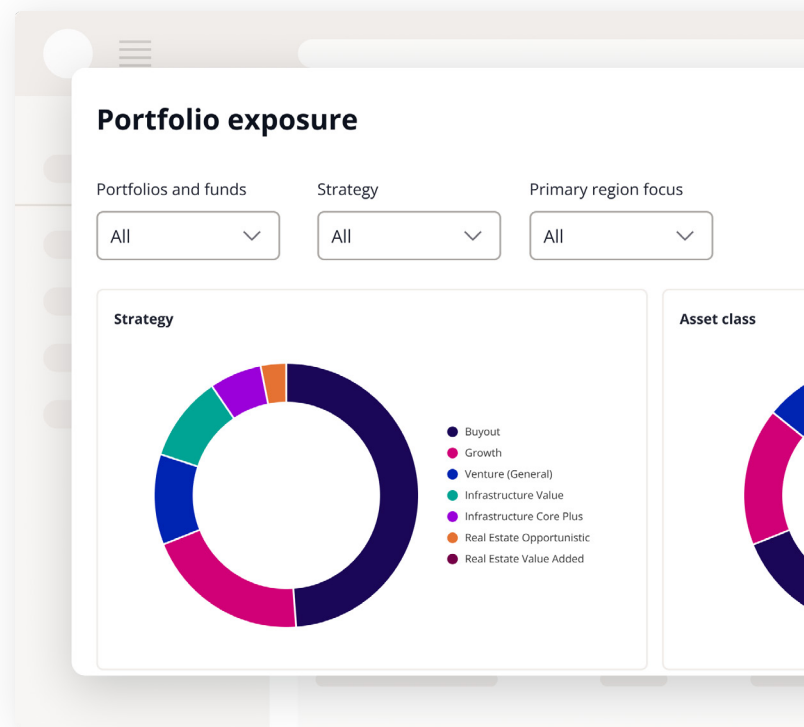 Portfolio exposure
Portfolios and funds
Strategy
Primary region focus
All
All
All
Strategy
Asset class
Buyout
Growth
Venture (General)
Infrastructure Value
Infrastructure Core Plus
Real Estate Opportunistic
Real Estate Value Added